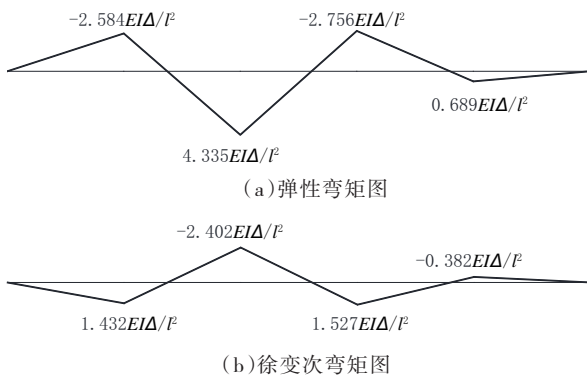 -2.584EIΔ/l²
-2.756EIΔ/l²
0.689EIΔ/l²
4.335EIΔ/l²
(a)弹性弯矩图
-2.402EIΔ/l²
-0.382EIΔ/l²
1.432EIΔ/l²
1.527EIΔ/l²
(b)徐变次弯矩图